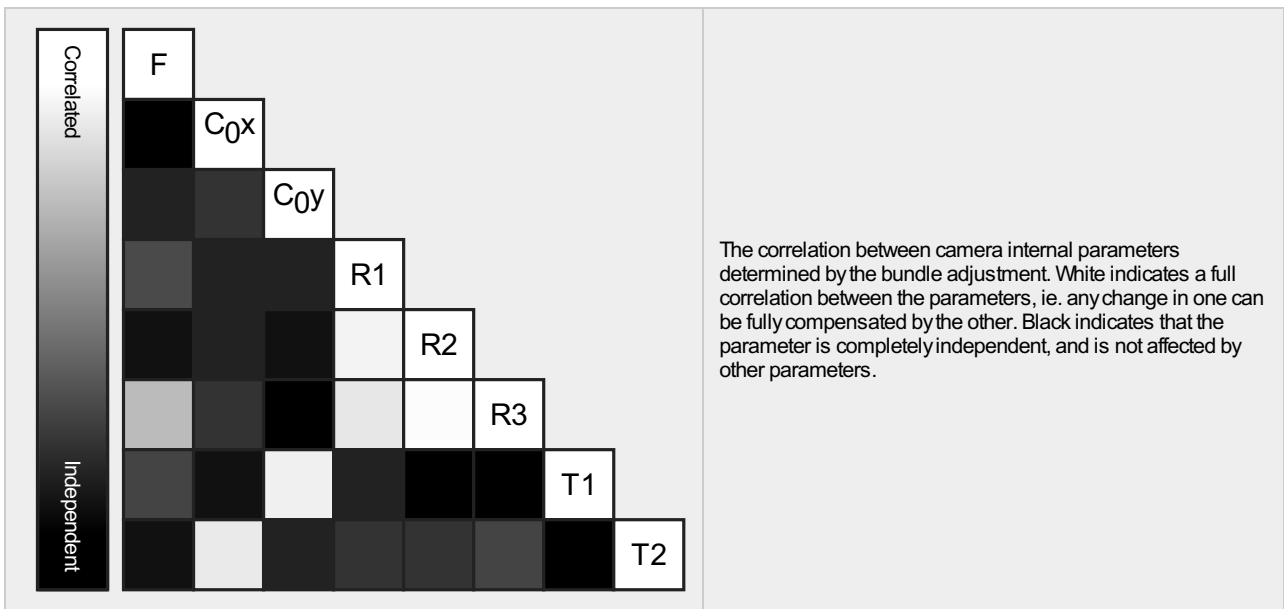 Correlated
Independent
F
C0x
C0y
R1
R2
R3
T1
T2
The correlation between camera internal parameters
determined by the bundle adjustment. White indicates a full
correlation between the parameters, ie. any change in one can
be fully compensated by the other. Black indicates that the
parameter is completely independent, and is not affected by
other parameters.